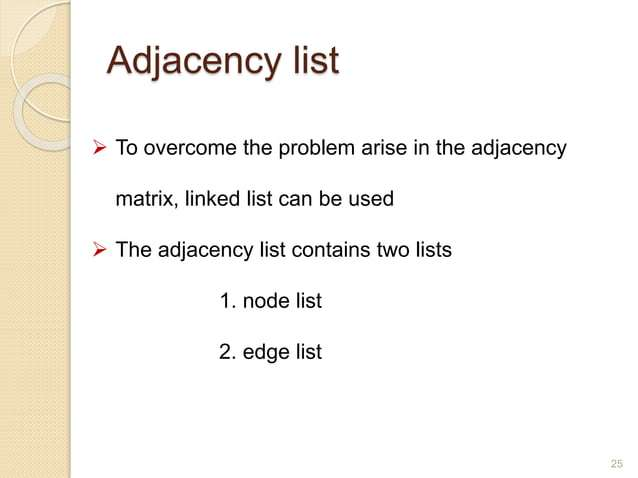 Adjacency list
➢ To overcome the problem arise in the adjacency
matrix, linked list can be used
➢ The adjacency list contains two lists
1. node list
2. edge list
25